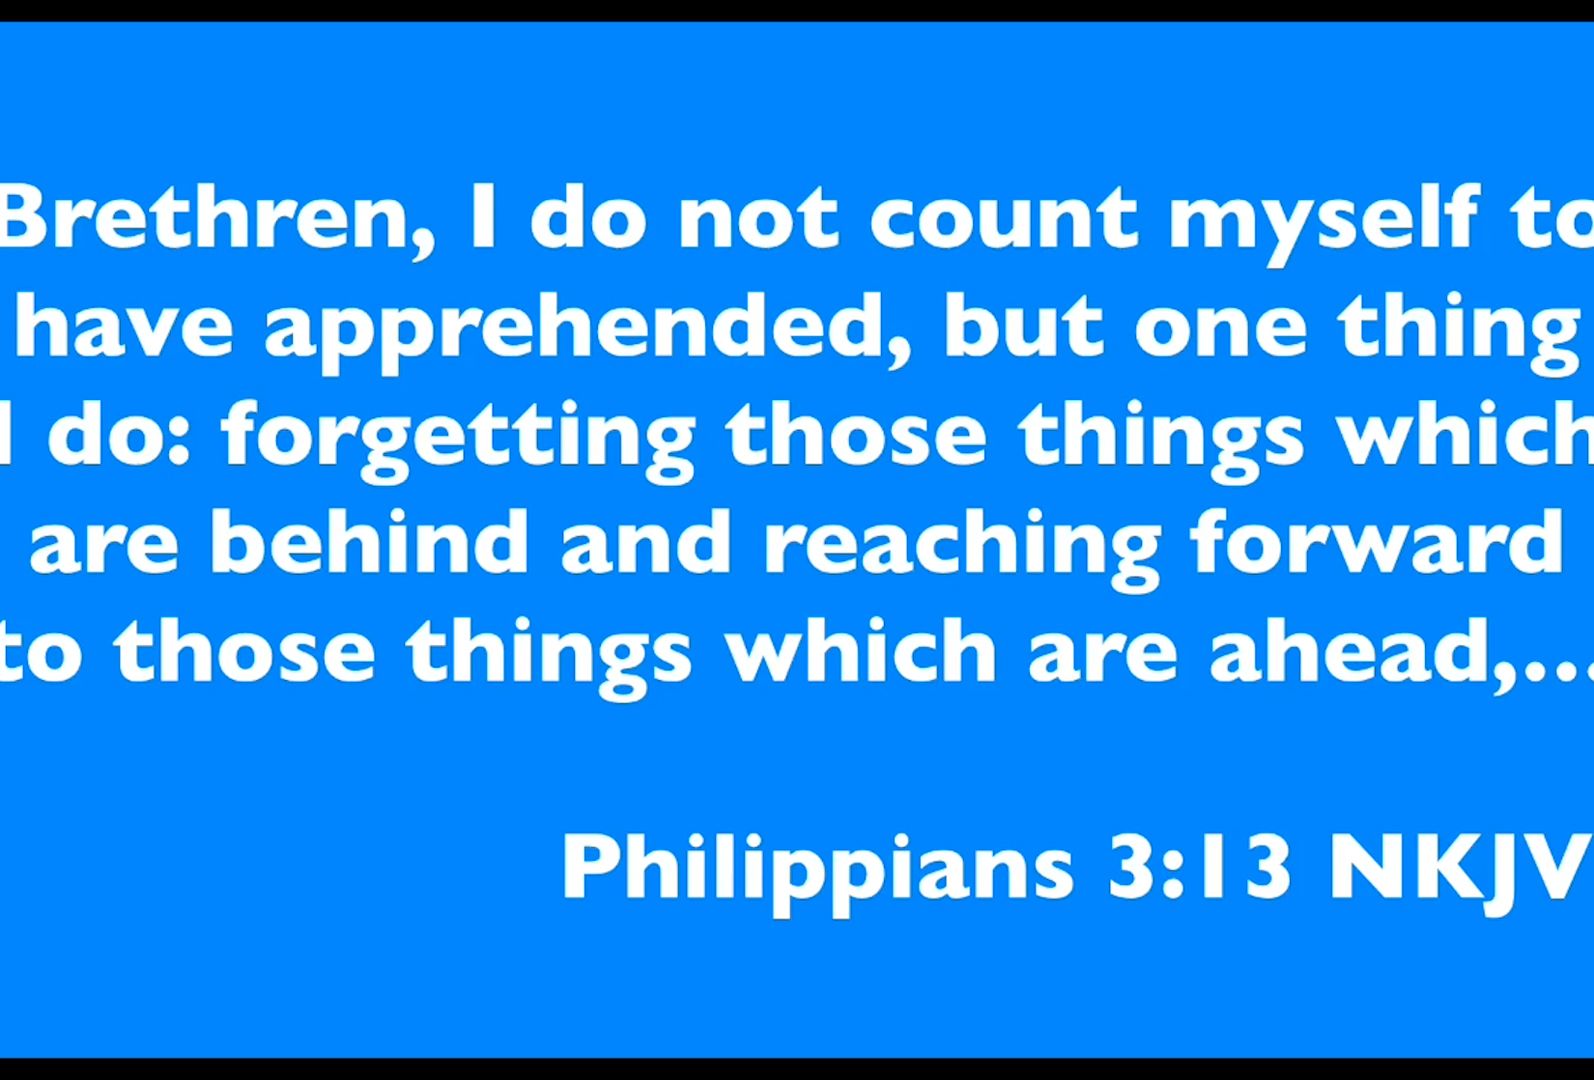 Brethren, I do not count myself to
have apprehended, but one thing
I do: forgetting those things which
are behind and reaching forward
to those things which are ahead,...
Philippians 3:13 NKJV